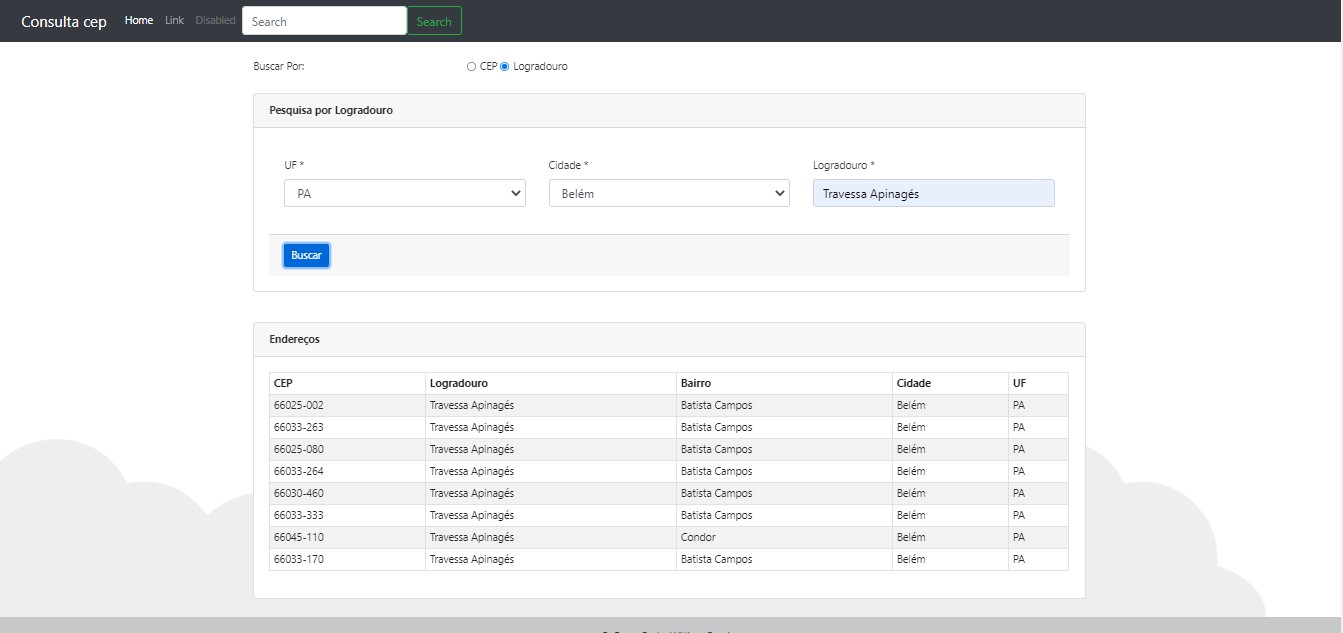 Consulta cep Home Link Disabled Search Search
Buscar Por: CEP Logradouro
Pesquisa por Logradouro
UF * Cidade * Logradouro *
PA Belém Travessa Apinagés
Buscar
Endereços
CEP Logradouro Bairro Cidade UF
66025-002 Travessa Apinagés Batista Campos Belém PA
66033-263 Travessa Apinagés Batista Campos Belém PA
66025-080 Travessa Apinagés Batista Campos Belém PA
66033-264 Travessa Apinagés Batista Campos Belém PA
66030-460 Travessa Apinagés Batista Campos Belém PA
66033-333 Travessa Apinagés Batista Campos Belém PA
66045-110 Travessa Apinagés Condor Belém PA
66033-170 Travessa Apinagés Batista Campos Belém PA